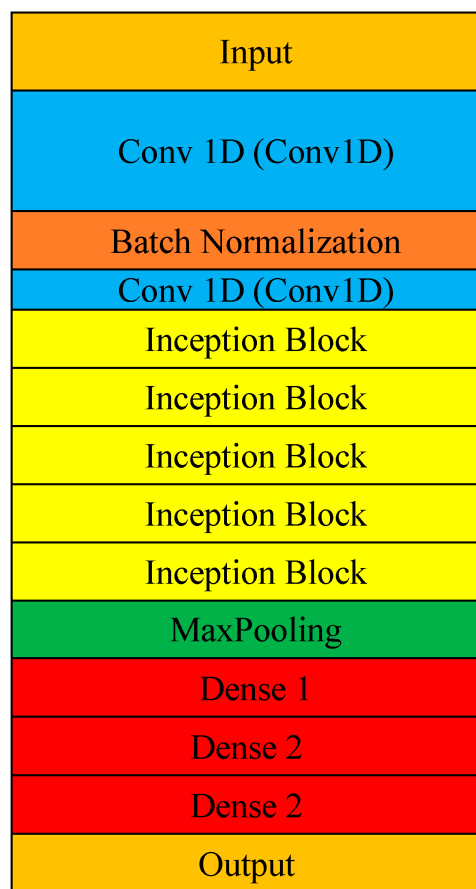 Input
Conv 1D (Conv1D)
Batch Normalization
Conv 1D (Conv1D)
Inception Block
Inception Block
Inception Block
Inception Block
Inception Block
MaxPooling
Dense 1
Dense 2
Dense 2
Output